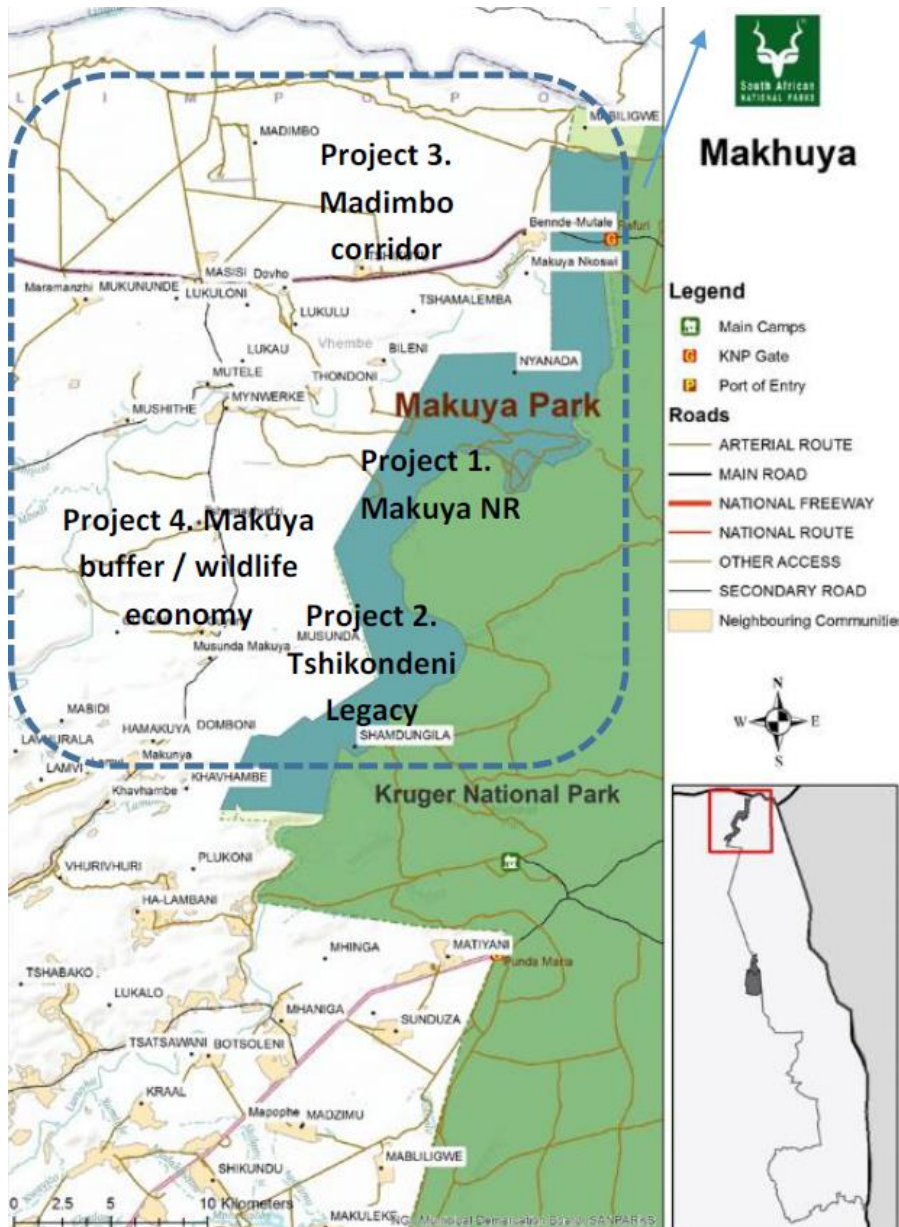 L I M P O P O
MABILIGWE
MADIMBO
Project 3.
Madimbo
corridor
Bennde-Mutale
Pafuri
Makuya Nkoswi
MASISI
Dovho
Maramanzhi
MUKUNUNDE
LUKULONI
TSHAMALEMBA
LUKULU
Vhembe
LUKAU
BILENI
NYANADA
MUTELE
THONDONI
MYNWERKE
Makuya Park
MUSHITHE
Project 1.
Makuya NR
Project 4. Makuya
buffer / wildlife
economy
Project 2.
Tshikondeni
Legacy
MUSUNDA
Musunda Makuya
MABIDI
HAMAKUYA
DOMBONI
SHAMDUNGILA
Makunya
LAMVI
KHAVHAMBE
Khavhambe
Kruger National Park
PLUKONI
VHURIVHURI
HA-LAMBANI
MHINGA
MATIYANI
Punda Maria
TSHABAKO
LUKALO
MHANIGA
SUNDUZA
TSATSAWANI
BOTSOLENI
KRAAL
Mapophe
MADZIMU
MABLILIGWE
SHIKUNDU
MAKULEKE
0 2.5 5 10 Kilometers
South African
NATIONAL PARKS
Makhuya
Legend
Main Camps
G KNP Gate
P Port of Entry
Roads
ARTERIAL ROUTE
MAIN ROAD
NATIONAL FREEWAY
NATIONAL ROUTE
OTHER ACCESS
SECONDARY ROAD
Neighbouring Communities
N
W E
S